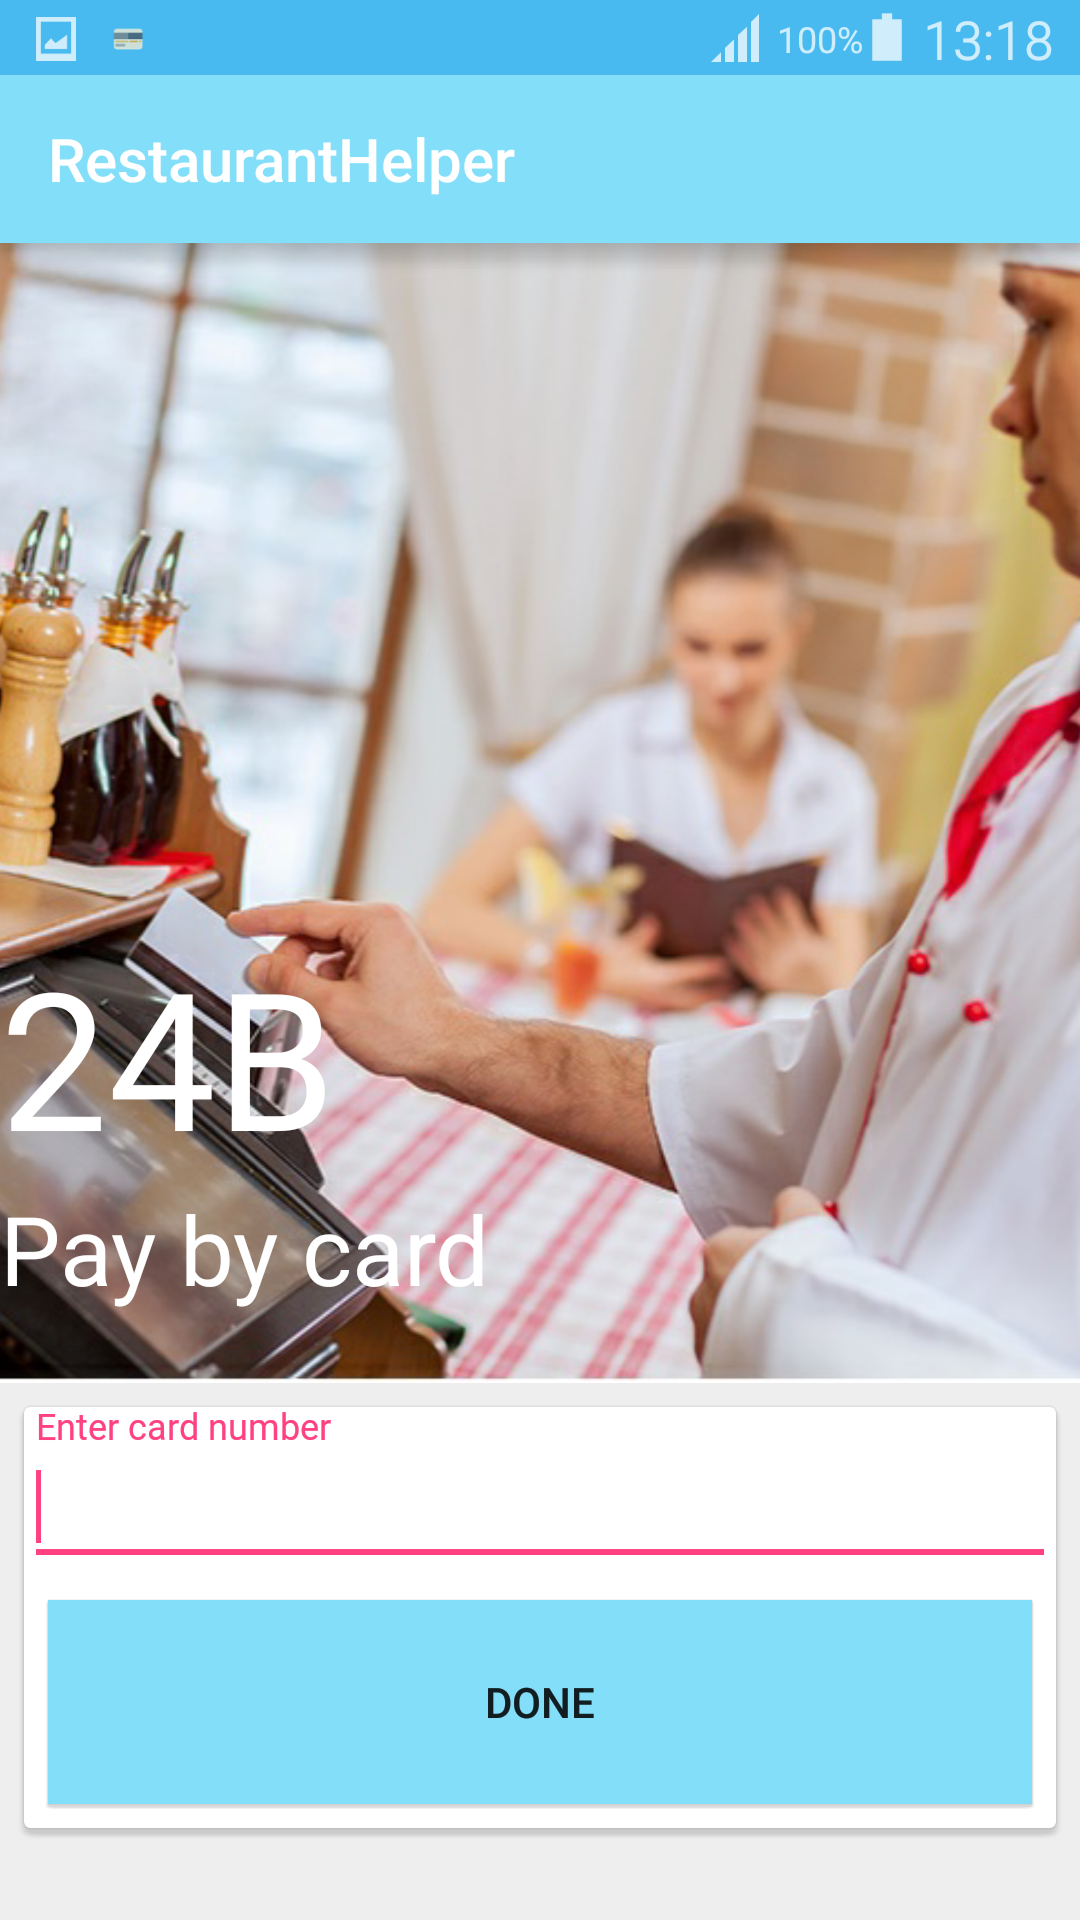 100% 13:18
RestaurantHelper
24B
Pay by card
Enter card number
DONE